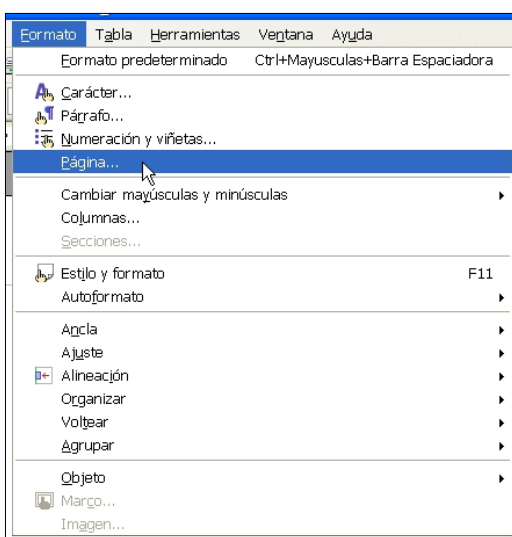 Formato Tabla Herramientas Ventana Ayuda
Formato predeterminado Ctrl+Mayusculas+Barra Espaciadora
Carácter...
Párrafo...
Numeración y viñetas...
Página...
Cambiar mayúsculas y minúsculas
Columnas...
Secciones...
Estilo y formato F11
Autoformato
Ancla
Ajuste
Alineación
Organizar
Voltear
Agrupar
Objeto
Marco...
Imagen...